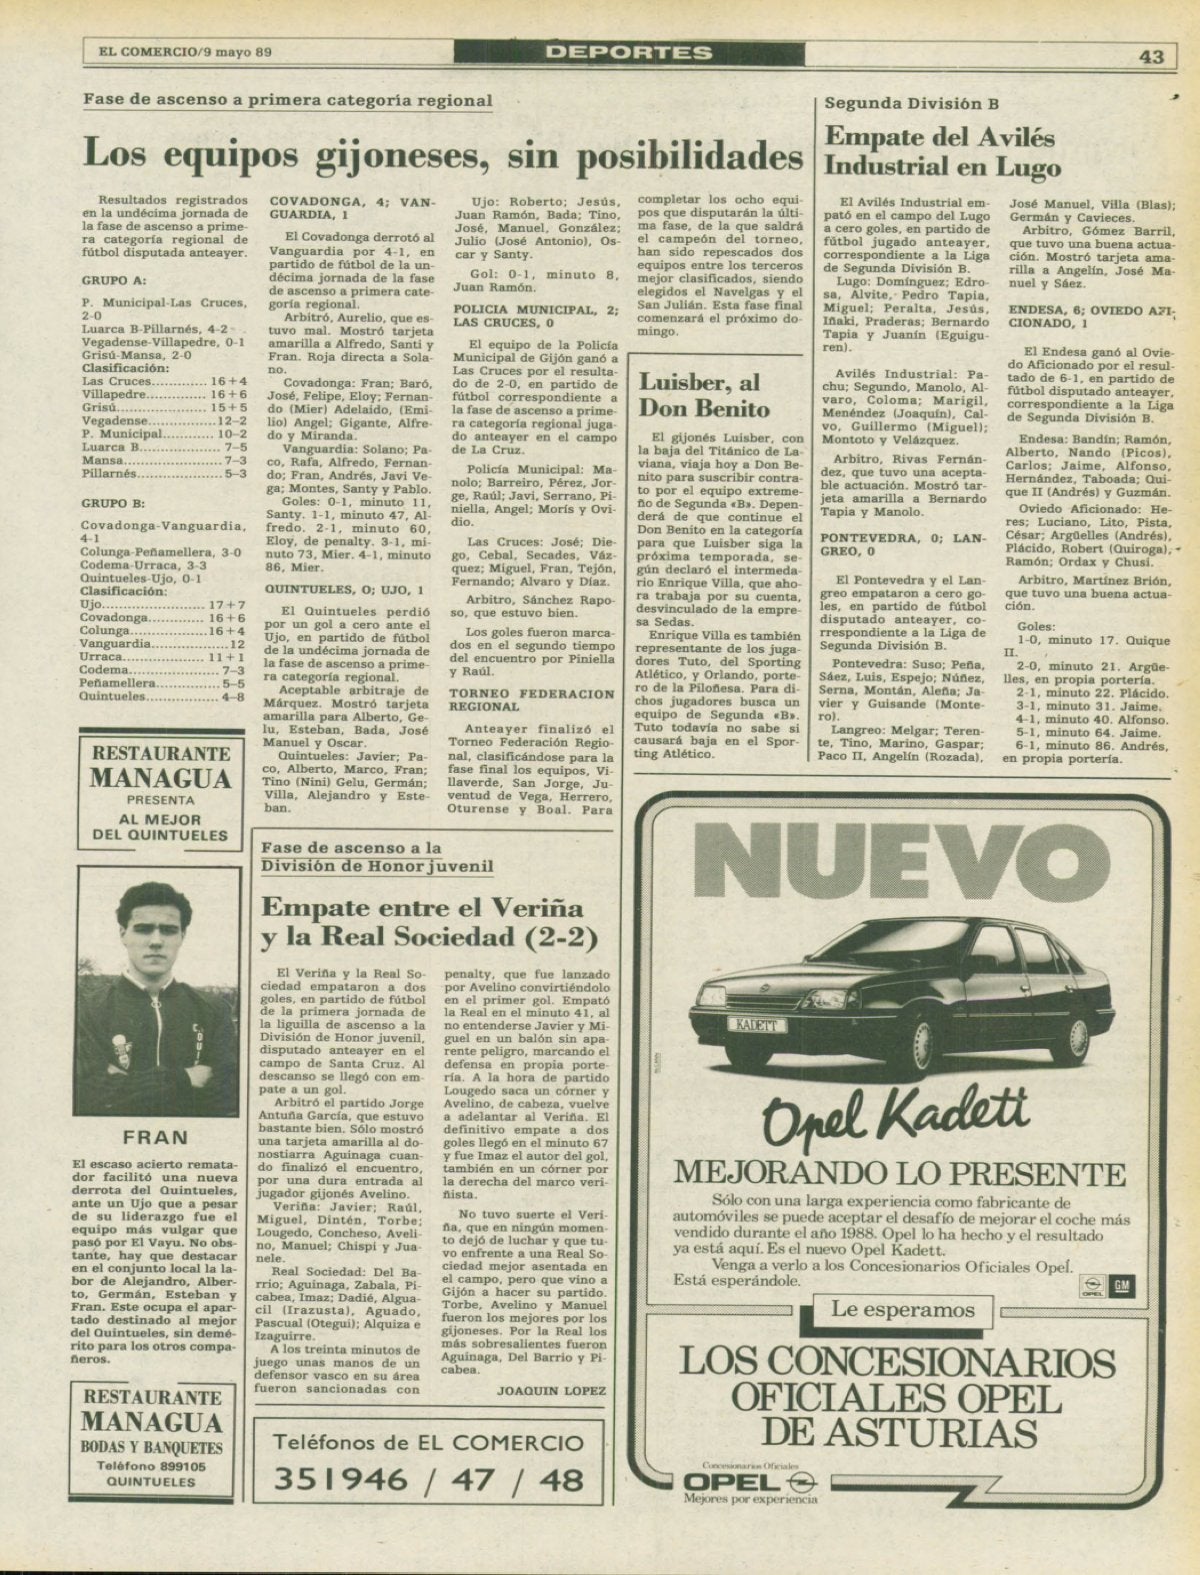 EL COMERCIO/9 mayo 89
DEPORTES
43
Fase de ascenso a primera categoría regional
Los equipos gijoneses, sin posibilidades
Resultados registrados
en la undécima jornada de
la fase de ascenso a prime-
ra categoría regional de
fútbol disputada anteayer.
GRUPO A:
P. Municipal-Las Cruces,
2-0
Luarca B-Pillarnés, 4-2
Vegadense-Villapedre, 0-1
Grisú-Mansa, 2-0
Clasificación:
Las Cruces............. 16+4
Villapedre............. 16+6
Grisú.................. 15+5
Vegadense............. 12-2
P. Municipal........... 10-2
Luarca B................ 7-5
Mansa................... 7-3
Pillarnés................ 5-3
GRUPO B:
Covadonga-Vanguardia,
4-1
Colunga-Peñamellera, 3-0
Codema-Urraca, 3-3
Quintueles-Ujo, 0-1
Clasificación:
Ujo..................... 17+7
Covadonga............. 16+6
Colunga................ 16+4
Vanguardia............... 12
Urraca................. 11+1
Codema................. 7-3
Peñamellera............. 5-5
Quintueles.............. 4-8
RESTAURANTE
MANAGUA
PRESENTA
AL MEJOR
DEL QUINTUELES
FRAN
El escaso acierto remata-
dor facilitó una nueva
derrota del Quintueles,
ante un Ujo que a pesar
de su liderazgo fue el
equipo más vulgar que
pasó por El Vayu. No obs-
tante, hay que destacar
en el conjunto local la la-
bor de Alejandro, Alber-
to, Germán, Esteban y
Fran. Este ocupa el apar-
tado destinado al mejor
del Quintueles, sin demé-
rito para los otros compa-
ñeros.
RESTAURANTE
MANAGUA
BODAS Y BANQUETES
Teléfono 899105
QUINTUELES
COVADONGA, 4; VAN-
GUARDIA, 1
El Covadonga derrotó al
Vanguardia por 4-1, en
partido de fútbol de la un-
décima jornada de la fase
de ascenso a primera cate-
goría regional.
Arbitró, Aurelio, que es-
tuvo mal. Mostró tarjeta
amarilla a Alfredo, Santi y
Fran. Roja directa a Sola-
no.
Covadonga: Fran; Baró,
José, Felipe, Eloy; Fernan-
do (Mier) Adelaido, (Emi-
lio) Angel; Gigante, Alfre-
do y Miranda.
Vanguardia: Solano; Pa-
co, Rafa, Alfredo, Fernan-
do; Fran, Andrés, Javi Ve-
ga; Montes, Santy y Pablo.
Goles: 0-1, minuto 11,
Santy. 1-1, minuto 47, Al-
fredo. 2-1, minuto 60,
Eloy, de penalty. 3-1, mi-
nuto 73, Mier. 4-1, minuto
86, Mier.
QUINTUELES, O; UJO, 1
El Quintueles perdió
por un gol a cero ante el
Ujo, en partido de fútbol
de la undécima jornada de
la fase de ascenso a prime-
ra categoría regional.
Aceptable arbitraje de
Márquez. Mostró tarjeta
amarilla para Alberto, Ge-
lu, Esteban, Bada, José
Manuel y Oscar.
Quintueles: Javier; Pa-
co, Alberto, Marco, Fran;
Tino (Nini) Gelu, Germán;
Villa, Alejandro y Este-
ban.
Ujo: Roberto; Jesús,
Juan Ramón, Bada; Tino,
José, Manuel, González;
Julio (José Antonio), Os-
car y Santy.
Gol: 0-1, minuto 8,
Juan Ramón.
POLICIA MUNICIPAL, 2;
LAS CRUCES, 0
El equipo de la Policía
Municipal de Gijón ganó a
Las Cruces por el resulta-
do de 2-0, en partido de
fútbol correspondiente a
la fase de ascenso a prime-
ra categoría regional juga-
do anteayer en el campo
de La Cruz.
Policía Municipal: Ma-
nolo; Barreiro, Pérez, Jor-
ge, Raúl; Javi, Serrano, Pi-
niella, Angel; Morís y Ovi-
dio.
Las Cruces: José; Die-
go, Cebal, Secades, Váz-
quez; Miguel, Fran, Tejón,
Fernando; Alvaro y Díaz.
Arbitro, Sánchez Rapo-
so, que estuvo bien.
Los goles fueron marca-
dos en el segundo tiempo
del encuentro por Piniella
y Raúl.
TORNEO FEDERACION
REGIONAL
Anteayer finalizó el
Torneo Federación Regio-
nal, clasificándose para la
fase final los equipos, Vi-
llaverde, San Jorge, Ju-
ventud de Vega, Herrero,
Oturense y Boal. Para
completar los ocho equi-
pos que disputarán la últi-
ma fase, de la que saldrá
el campeón del torneo,
han sido repescados dos
equipos entre los terceros
mejor clasificados, siendo
elegidos el Navelgas y el
San Julián. Esta fase final
comenzará el próximo do-
mingo.
Luisber, al
Don Benito
El gijonés Luisber, con
la baja del Titánico de La-
viana, viaja hoy a Don Be-
nito para suscribir contra-
to por el equipo extreme-
ño de Segunda «B». Depen-
derá de que continue el
Don Benito en la categoría
para que Luisber siga la
próxima temporada, se-
gún declaró el intermeda-
rio Enrique Villa, que aho-
ra trabaja por su cuenta,
desvinculado de la empre-
sa Sedas.
Enrique Villa es también
representante de los juga-
dores Tuto, del Sporting
Atlético, y Orlando, porte-
ro de la Piloñesa. Para di-
chos jugadores busca un
equipo de Segunda «B».
Tuto todavía no sabe si
causará baja en el Spor-
ting Atlético.
Segunda División B
Empate del Avilés
Industrial en Lugo
El Avilés Industrial em-
pató en el campo del Lugo
a cero goles, en partido de
fútbol jugado anteayer,
correspondiente a la Liga
de Segunda División B.
Lugo: Domínguez; Edro-
sa, Alvite, Pedro Tapia,
Miguel; Peralta, Jesús,
Iñaki, Praderas; Bernardo
Tapia y Juanín (Eguigu-
ren).
Avilés Industrial: Pa-
chu; Segundo, Manolo, Al-
varo, Coloma; Marigil,
Menéndez (Joaquín), Cal-
vo, Guillermo (Miguel);
Montoto y Velázquez.
Arbitro, Rivas Fernán-
dez, que tuvo una acepta-
ble actuación. Mostró tar-
jeta amarilla a Bernardo
Tapia y Manolo.
PONTEVEDRA, 0; LAN-
GREO, 0
El Pontevedra y el Lan-
greo empataron a cero go-
les, en partido de fútbol
disputado anteayer, co-
rrespondiente a la Liga de
Segunda División B.
Pontevedra: Suso; Peña,
Sáez, Luis, Espejo; Núñez,
Serna, Montán, Aleña; Ja-
vier y Guisande (Monte-
ro).
Langreo: Melgar; Teren-
te, Tino, Marino, Gaspar;
Paco II, Angelín (Rozada),
José Manuel, Villa (Blas);
Germán y Cavieces.
Arbitro, Gómez Barril,
que tuvo una buena actua-
ción. Mostró tarjeta ama-
rilla a Angelín, José Ma-
nuel y Sáez.
ENDESA, 6; OVIEDO AFI-
CIONADO, 1
El Endesa ganó al Ovie-
do Aficionado por el resul-
tado de 6-1, en partido de
fútbol disputado anteayer,
correspondiente a la Liga
de Segunda División B.
Endesa: Bandín; Ramón,
Alberto, Nando (Picos),
Carlos; Jaime, Alfonso,
Hernández, Taboada; Qui-
que II (Andrés) y Guzmán.
Oviedo Aficionado: He-
res; Luciano, Lito, Pista,
César; Argüelles (Andrés),
Plácido, Robert (Quiroga),
Ramón; Ordax y Chusi.
Arbitro, Martínez Brión,
que tuvo una buena actua-
ción.
Goles:
1-0, minuto 17. Quique
II.
2-0, minuto 21. Argüe-
lles, en propia portería.
2-1, minuto 22. Plácido.
3-1, minuto 31. Jaime.
4-1, minuto 40. Alfonso.
5-1, minuto 64. Jaime.
6-1, minuto 86. Andrés,
en propia portería.
Fase de ascenso a la
División de Honor juvenil
Empate entre el Veriña
y la Real Sociedad (2-2)
El Veriña y la Real So-
ciedad empataron a dos
goles, en partido de fútbol
de la primera jornada de
la liguilla de ascenso a la
División de Honor juvenil,
disputado anteayer en el
campo de Santa Cruz. Al
descanso se llegó con em-
pate a un gol.
Arbitró el partido Jorge
Antuña García, que estuvo
bastante bien. Sólo mostró
una tarjeta amarilla al do-
nostiarra Aguinaga cuan-
do finalizó el encuentro,
por una dura entrada al
jugador gijonés Avelino.
Veriña: Javier; Raúl,
Miguel, Dintén, Torbe;
Lougedo, Concheso, Aveli-
no, Manuel; Chispi y Jua-
nele.
Real Sociedad: Del Ba-
rrio; Aguinaga, Zabala, Pi-
cabea, Imaz; Dadié, Algua-
cil (Irazusta), Aguado,
Pascual (Otegui); Alquiza e
Izaguirre.
A los treinta minutos de
juego unas manos de un
defensor vasco en su área
fueron sancionadas con
penalty, que fue lanzado
por Avelino convirtiéndolo
en el primer gol. Empató
la Real en el minuto 41, al
no entenderse Javier y Mi-
guel en un balón sin apa-
rente peligro, marcando el
defensa en propia porte-
ría. A la hora de partido
Lougedo saca un córner y
Avelino, de cabeza, vuelve
a adelantar al Veriña. El
definitivo empate a dos
goles llegó en el minuto 67
y fue Imaz el autor del gol,
también en un córner por
la derecha del marco veri-
ñista.
No tuvo suerte el Veri-
ña, que en ningún momen-
to dejó de luchar y que tu-
vo enfrente a una Real So-
ciedad mejor asentada en
el campo, pero que vino a
Gijón a hacer su partido.
Torbe, Avelino y Manuel
fueron los mejores por los
gijoneses. Por la Real los
más sobresalientes fueron
Aguinaga, Del Barrio y Pi-
cabea.
JOAQUIN LOPEZ
Teléfonos de EL COMERCIO
351946 / 47 / 48
NUEVO
KADETT
Opel Kadett
MEJORANDO LO PRESENTE
Sólo con una larga experiencia como fabricante de
automóviles se puede aceptar el desafío de mejorar el coche más
vendido durante el año 1988. Opel lo ha hecho y el resultado
ya está aquí. Es el nuevo Opel Kadett.
Venga a verlo a los Concesionarios Oficiales Opel.
Está esperándole.
OPEL
GM
Le esperamos
LOS CONCESIONARIOS
OFICIALES OPEL
DE ASTURIAS
Concesionarios Oficiales
OPEL
Mejores por experiencia